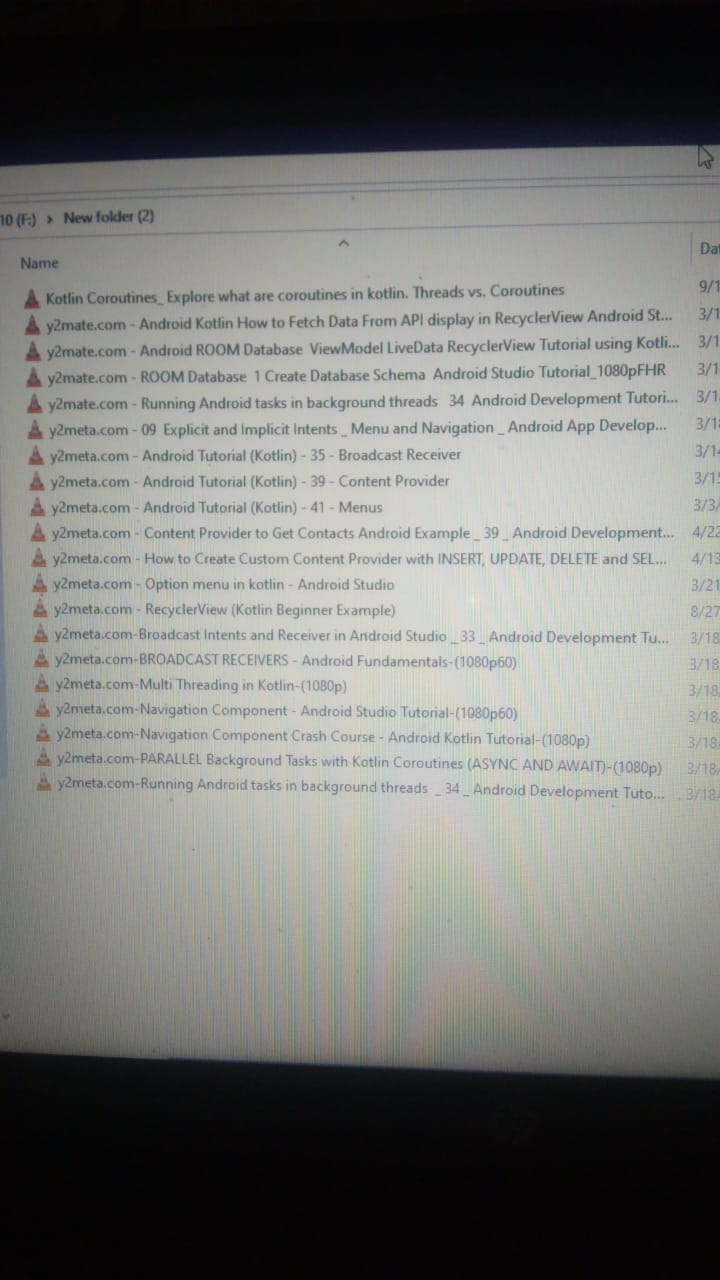 10 (F:) > New folder (2)
Name
Da
Kotlin Coroutines_ Explore what are coroutines in kotlin. Threads vs. Coroutines 9/1
y2mate.com - Android Kotlin How to Fetch Data From API display in RecyclerView Android St... 3/1
y2mate.com - Android ROOM Database ViewModel LiveData RecyclerView Tutorial using Kotli... 3/1
y2mate.com - ROOM Database 1 Create Database Schema Android Studio Tutorial_1080pFHR 3/1
y2mate.com - Running Android tasks in background threads 34 Android Development Tutori... 3/1
y2meta.com - 09 Explicit and Implicit Intents _ Menu and Navigation _ Android App Develop... 3/18
y2meta.com - Android Tutorial (Kotlin) - 35 - Broadcast Receiver 3/14
y2meta.com - Android Tutorial (Kotlin) - 39 - Content Provider 3/15
y2meta.com - Android Tutorial (Kotlin) - 41 - Menus 3/3/
y2meta.com - Content Provider to Get Contacts Android Example _ 39 _ Android Development... 4/22
y2meta.com - How to Create Custom Content Provider with INSERT, UPDATE, DELETE and SEL... 4/13
y2meta.com - Option menu in kotlin - Android Studio 3/21
y2meta.com - RecyclerView (Kotlin Beginner Example) 8/27
y2meta.com-Broadcast Intents and Receiver in Android Studio _ 33 _ Android Development Tu... 3/18
y2meta.com-BROADCAST RECEIVERS - Android Fundamentals-(1080p60) 3/18/
y2meta.com-Multi Threading in Kotlin-(1080p) 3/18/
y2meta.com-Navigation Component - Android Studio Tutorial-(1080p60) 3/18/
y2meta.com-Navigation Component Crash Course - Android Kotlin Tutorial-(1080p) 3/18/
y2meta.com-PARALLEL Background Tasks with Kotlin Coroutines (ASYNC AND AWAIT)-(1080p) 3/18/
y2meta.com-Running Android tasks in background threads _ 34 _ Android Development Tuto... 3/18/